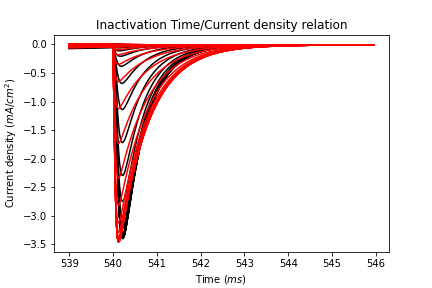 Inactivation Time/Current density relation
0.0
−0.5
−1.0
−1.5
−2.0
−2.5
−3.0
−3.5
Current density (mA/cm²)
539 540 541 542 543 544 545 546
Time (ms)